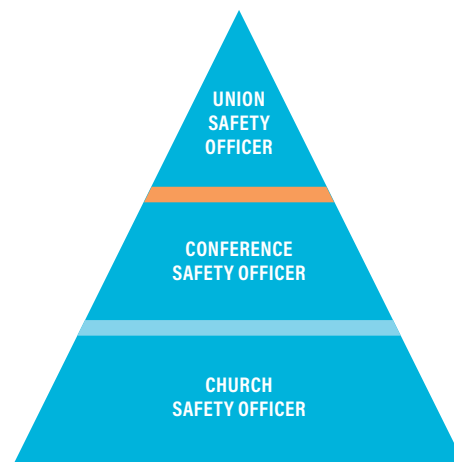 UNION
SAFETY
OFFICER
CONFERENCE
SAFETY OFFICER
CHURCH
SAFETY OFFICER